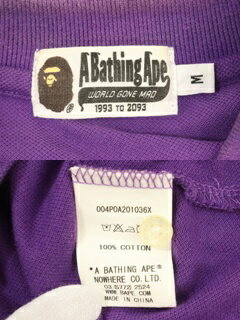 A Bathing Ape
WORLD GONE MAD
1993 TO 2093
M
004P0A201036X
100% COTTON
*A BATHING APE®
NOWHERE CO. LTD.
03(5772) 2524
WWW.BAPE.COM
MADE IN CHINA